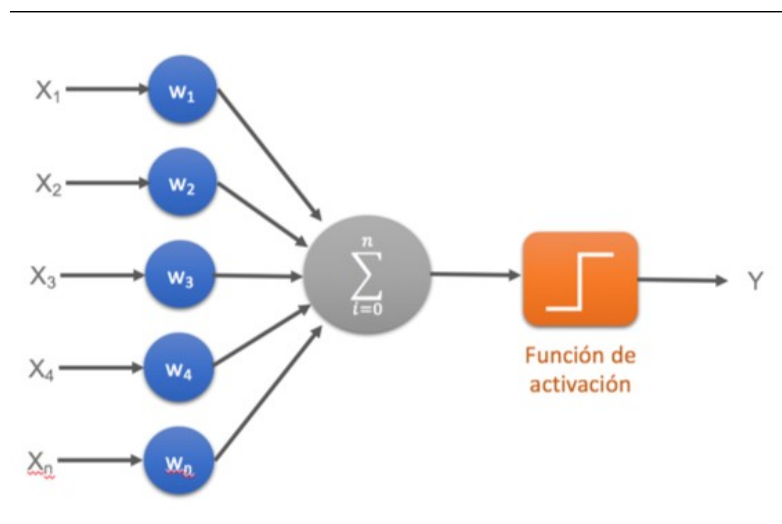 X₁ w₁
X₂ w₂
n
X₃ w₃ ∑ Y
i=0
X₄ w₄
Función de
activación
Xₙ wₙ